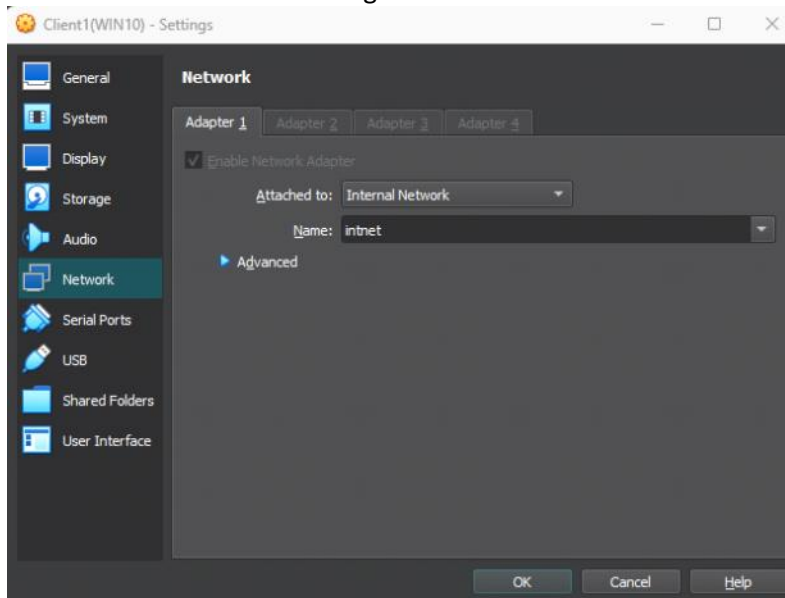 Client1(WIN10) - Settings
General
System
Display
Storage
Audio
Network
Serial Ports
USB
Shared Folders
User Interface
Network
Adapter 1
Adapter 2
Adapter 3
Adapter 4
Enable Network Adapter
Attached to: Internal Network
Name: intnet
Advanced
OK
Cancel
Help